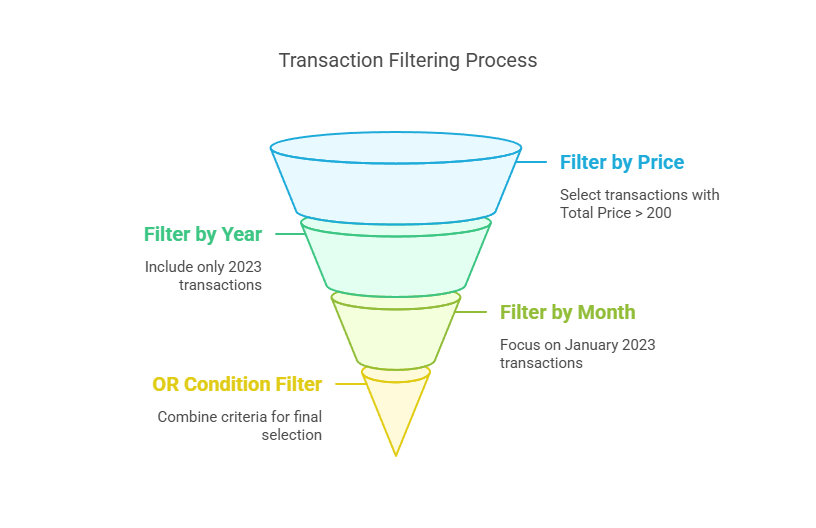 Transaction Filtering Process
Filter by Price
Select transactions with
Total Price > 200
Filter by Year
Include only 2023
transactions
Filter by Month
Focus on January 2023
transactions
OR Condition Filter
Combine criteria for final
selection